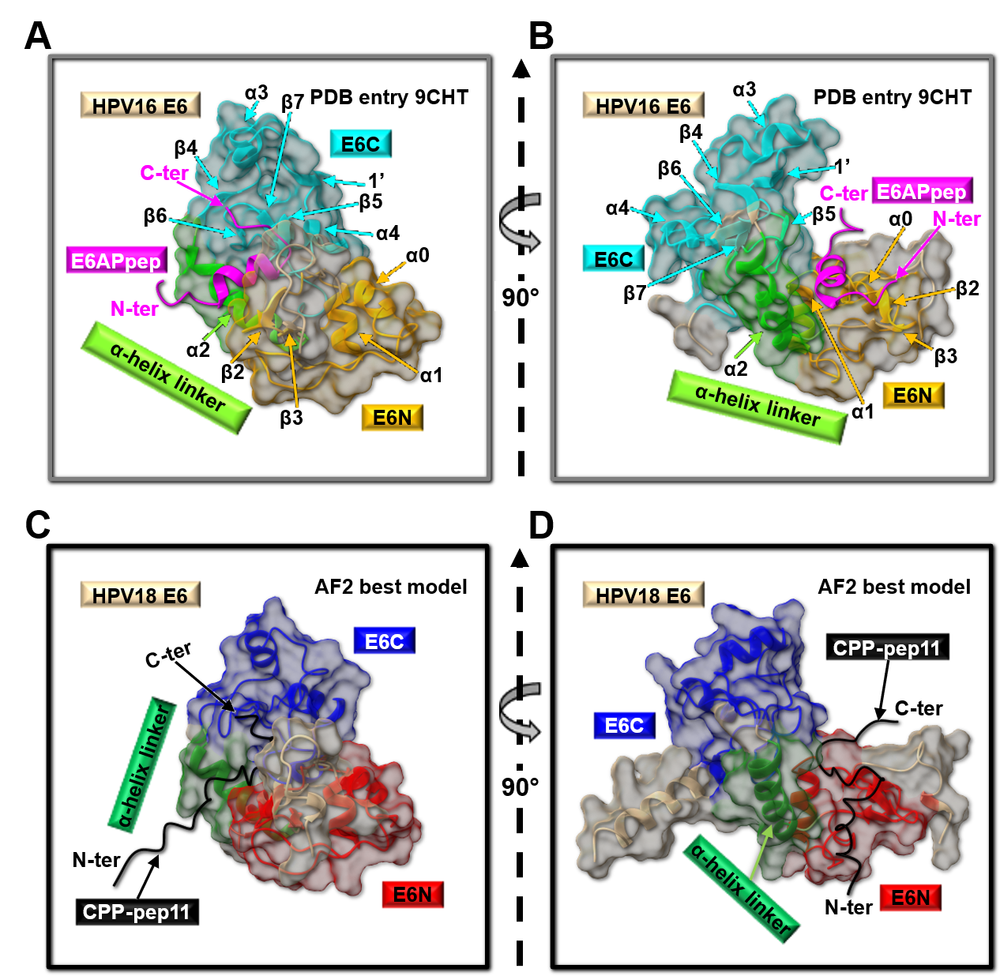 A
HPV16 E6
PDB entry 9CHT
α3
β7
E6C
β4
C-ter
1’
β5
β6
α4
E6APpep
α0
N-ter
α2
β2
α1
α-helix linker
β3
E6N
90°
B
HPV16 E6
PDB entry 9CHT
α3
β4
β6
1’
C-ter
E6APpep
α4
β5
α0
N-ter
E6C
β7
β2
α2
β3
α-helix linker
α1
E6N
C
HPV18 E6
AF2 best model
E6C
C-ter
α-helix linker
N-ter
CPP-pep11
E6N
90°
D
HPV18 E6
AF2 best model
CPP-pep11
C-ter
E6C
α-helix linker
N-ter
E6N